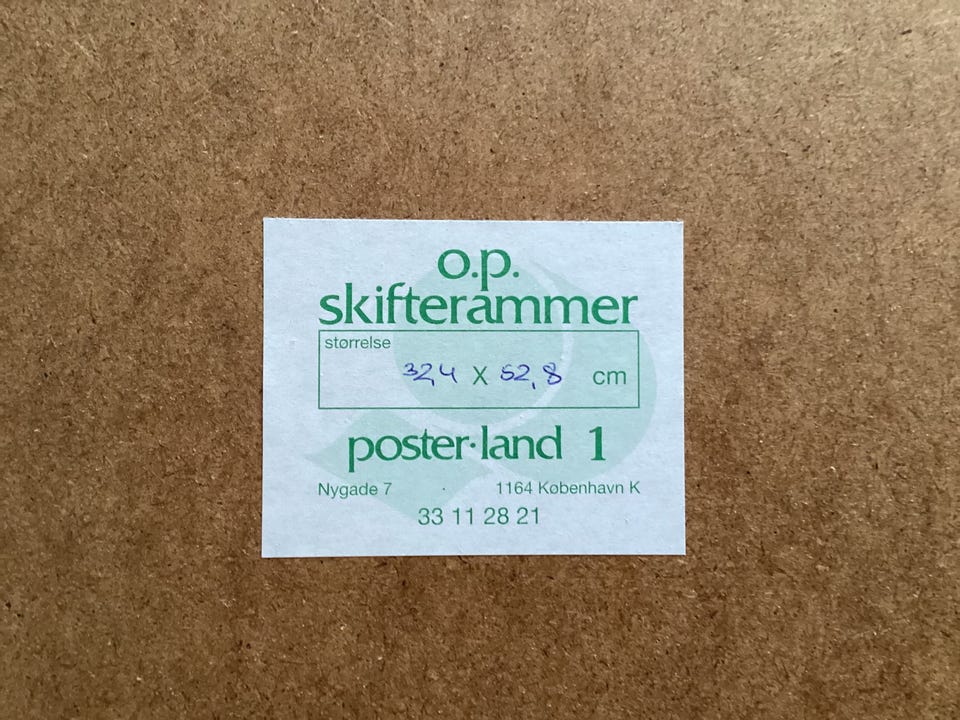 o.p.
skifterammer
størrelse
32,4 X 52,8 cm
poster·land 1
Nygade 7 1164 København K
33 11 28 21